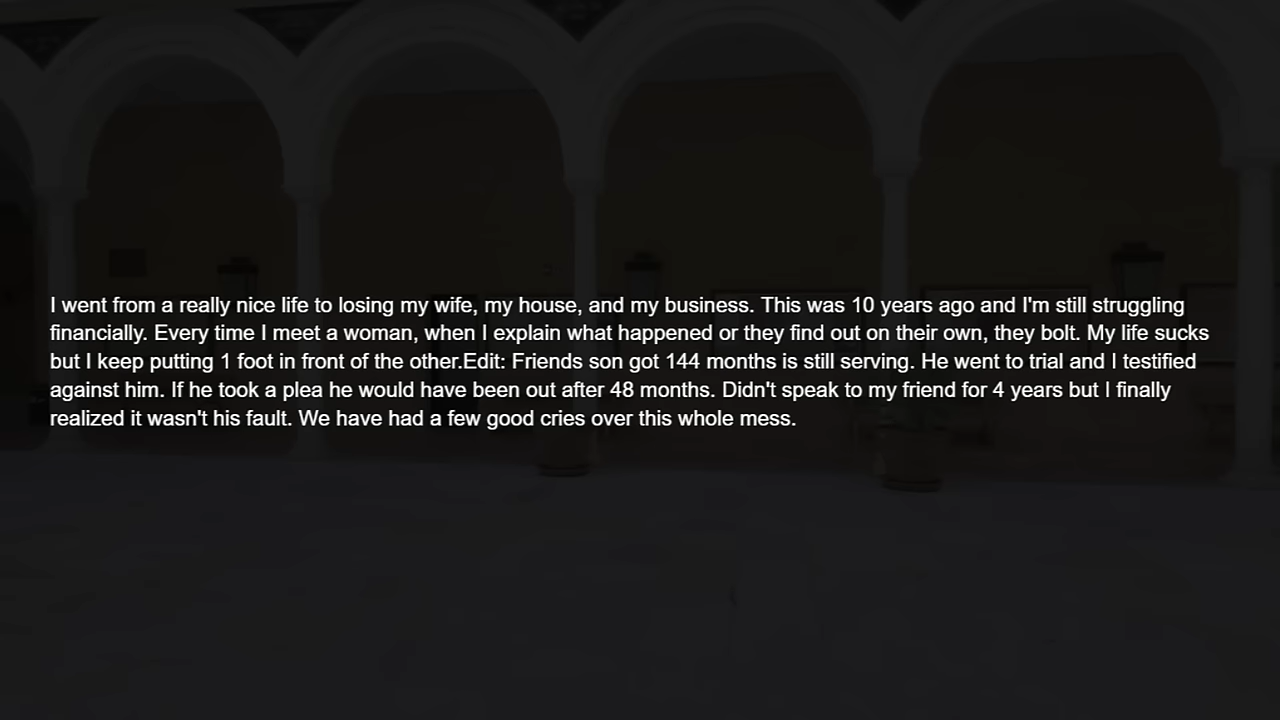 I went from a really nice life to losing my wife, my house, and my business. This was 10 years ago and I'm still struggling
financially. Every time I meet a woman, when I explain what happened or they find out on their own, they bolt. My life sucks
but I keep putting 1 foot in front of the other.Edit: Friends son got 144 months is still serving. He went to trial and I testified
against him. If he took a plea he would have been out after 48 months. Didn't speak to my friend for 4 years but I finally
realized it wasn't his fault. We have had a few good cries over this whole mess.